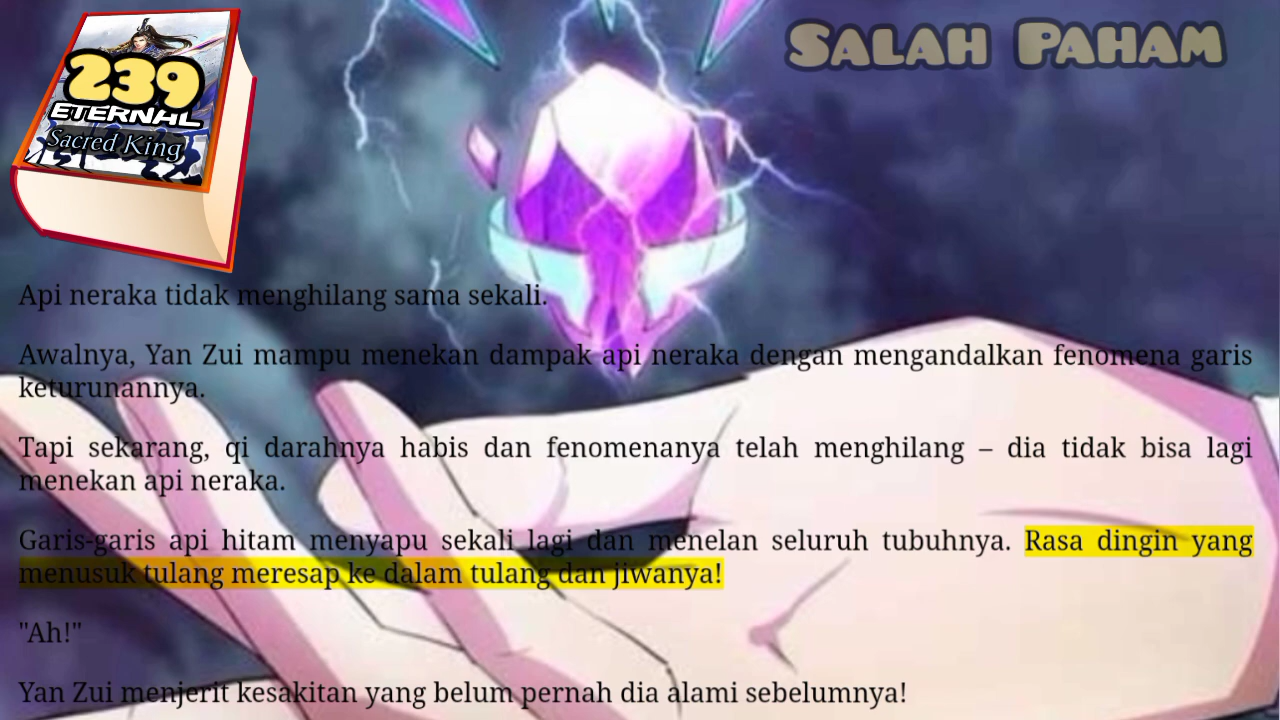 239
ETERNAL
Sacred King
SALAH PAHAM
Api neraka tidak menghilang sama sekali.
Awalnya, Yan Zui mampu menekan dampak api neraka dengan mengandalkan fenomena garis
keturunannya.
Tapi sekarang, qi darahnya habis dan fenomenanya telah menghilang – dia tidak bisa lagi
menekan api neraka.
Garis-garis api hitam menyapu sekali lagi dan menelan seluruh tubuhnya. Rasa dingin yang
menusuk tulang meresap ke dalam tulang dan jiwanya!
"Ah!"
Yan Zui menjerit kesakitan yang belum pernah dia alami sebelumnya!